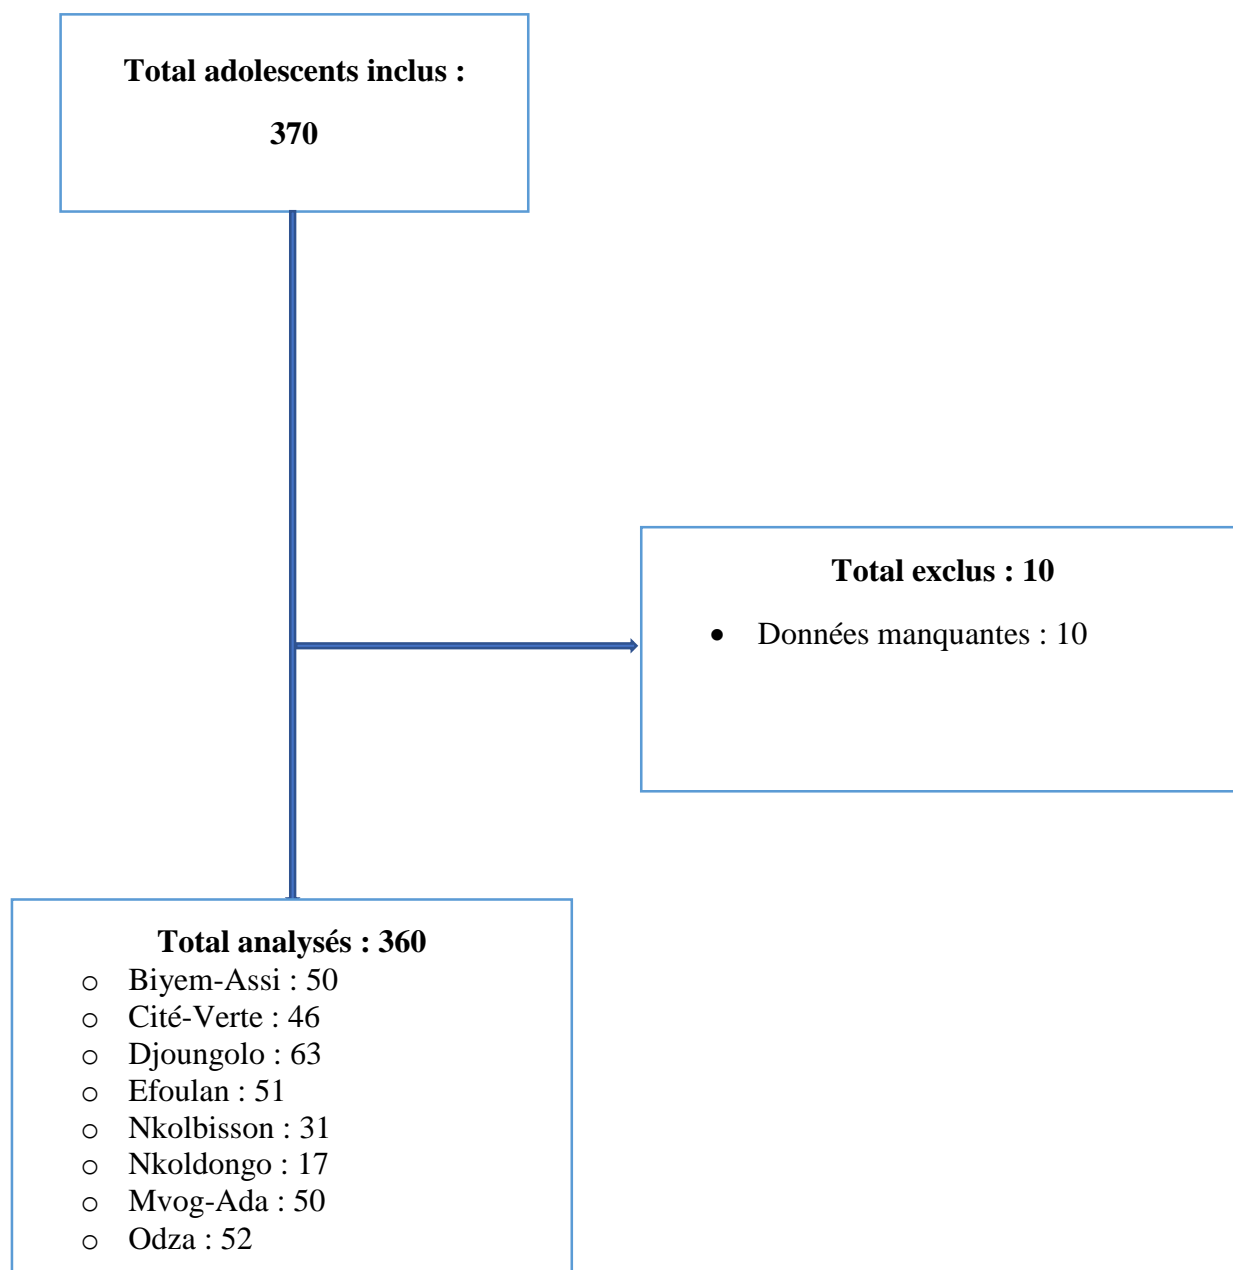 Total adolescents inclus :
370
Total exclus : 10
• Données manquantes : 10
Total analysés : 360
o Biyem-Assi : 50
o Cité-Verte : 46
o Djoungolo : 63
o Efoulan : 51
o Nkolbisson : 31
o Nkoldongo : 17
o Mvog-Ada : 50
o Odza : 52